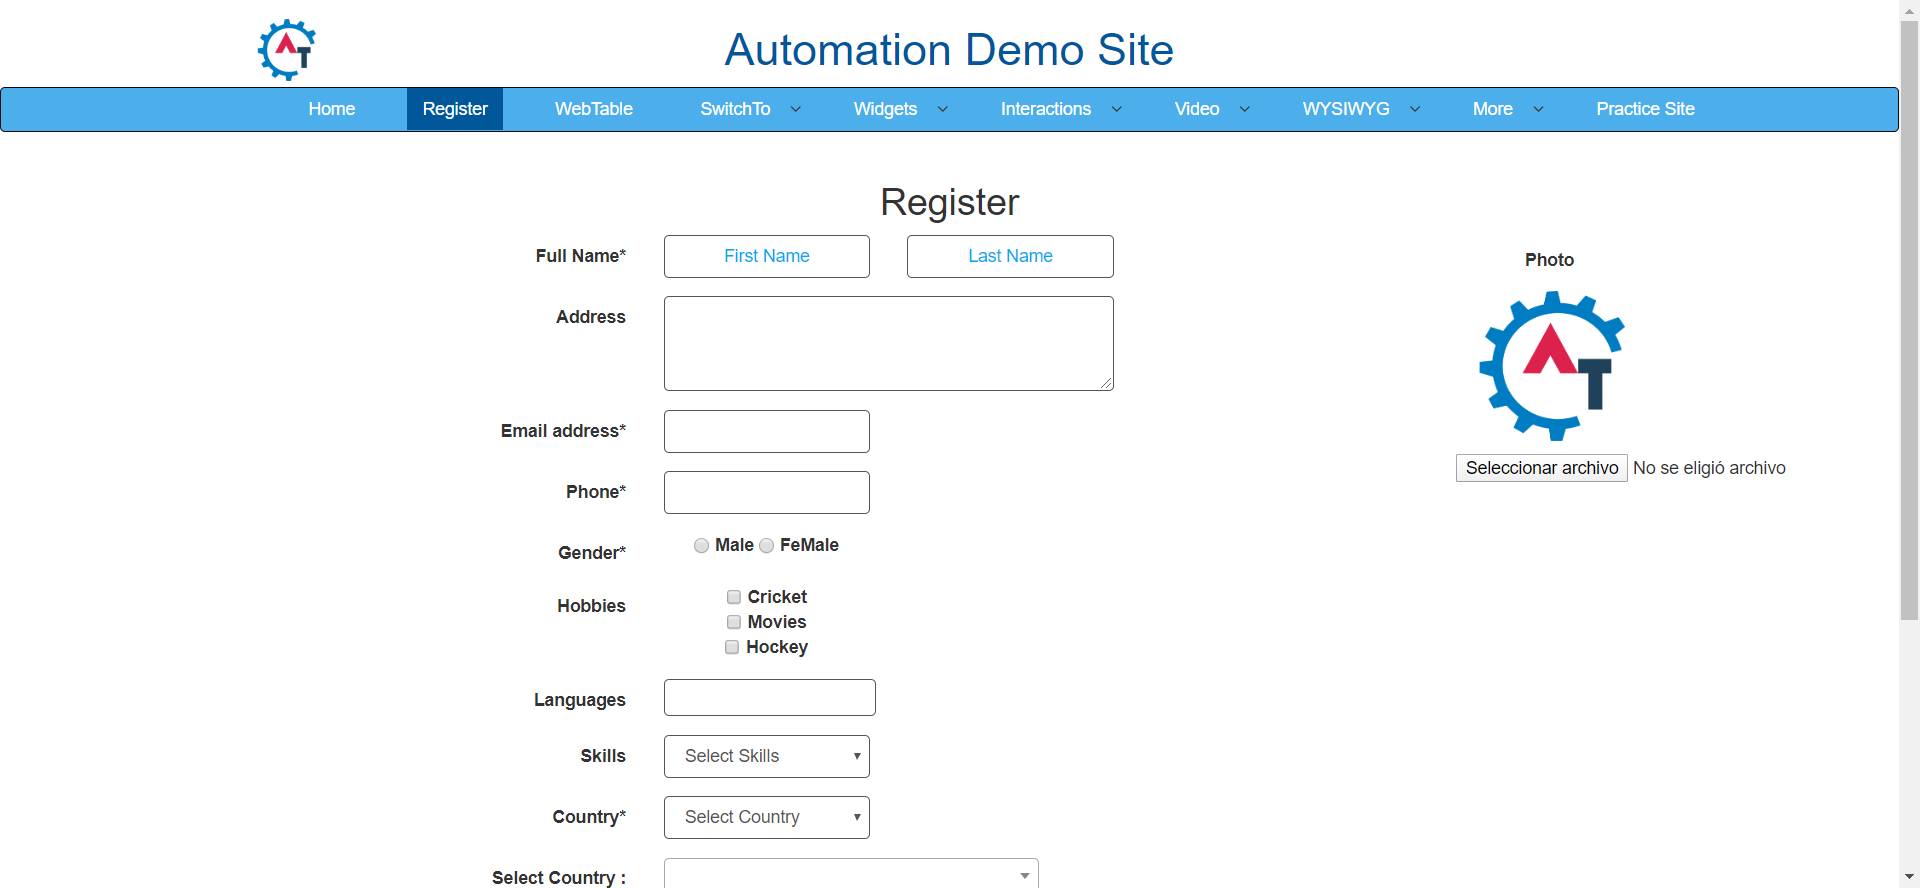 AT
Automation Demo Site
Home Register WebTable SwitchTo Widgets Interactions Video WYSIWYG More Practice Site
Register
Full Name* First Name Last Name
Photo
Address
AT
Email address*
Seleccionar archivo No se eligió archivo
Phone*
Gender* Male FeMale
Hobbies Cricket
Movies
Hockey
Languages
Skills Select Skills
Country* Select Country
Select Country :